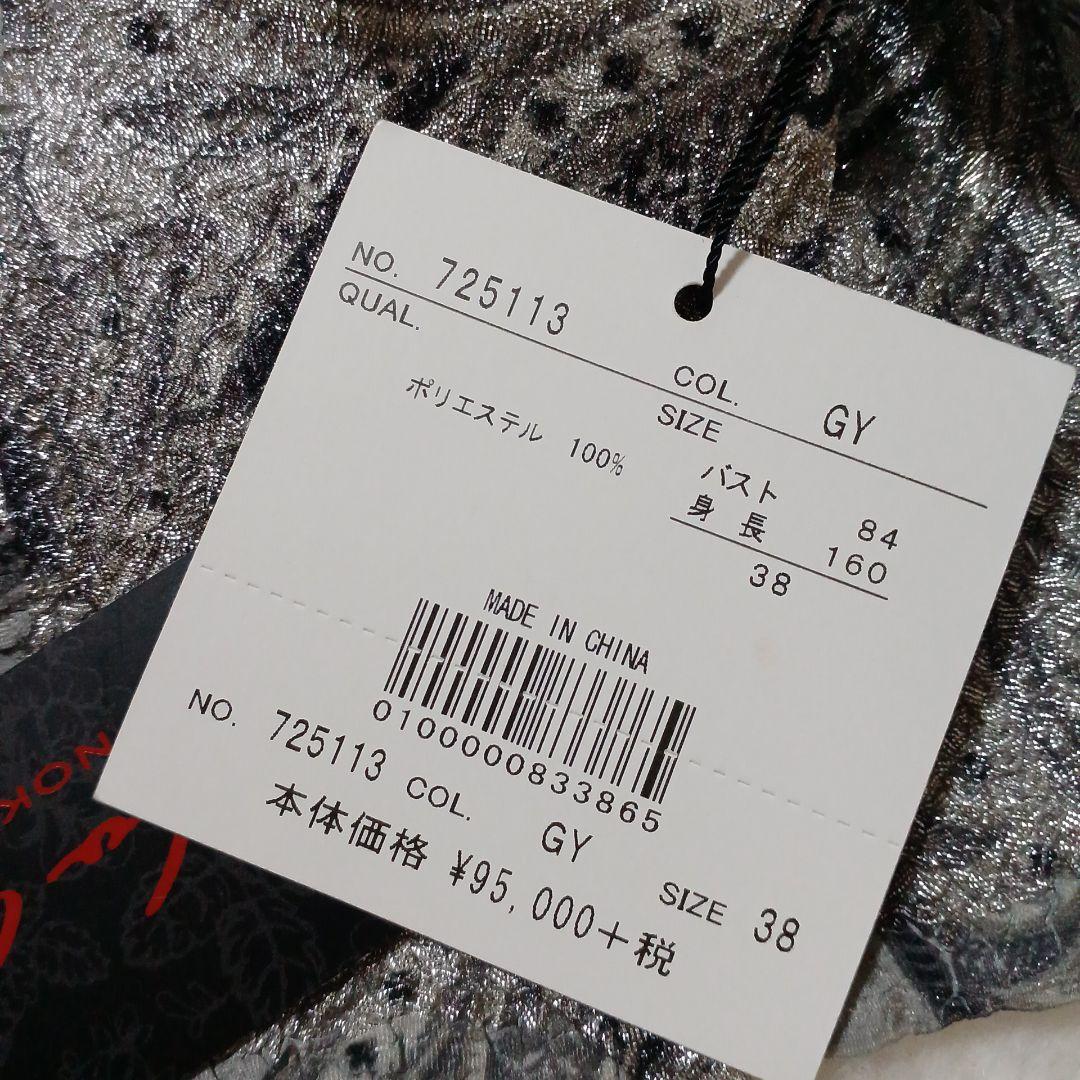 NO. 725113
QUAL.
COL. GY
SIZE
ポリエステル 100%
バスト 84
身長 160
38
MADE IN CHINA
0100000833865
NO. 725113 COL. GY SIZE 38
本体価格 ¥95,000+税
NOK